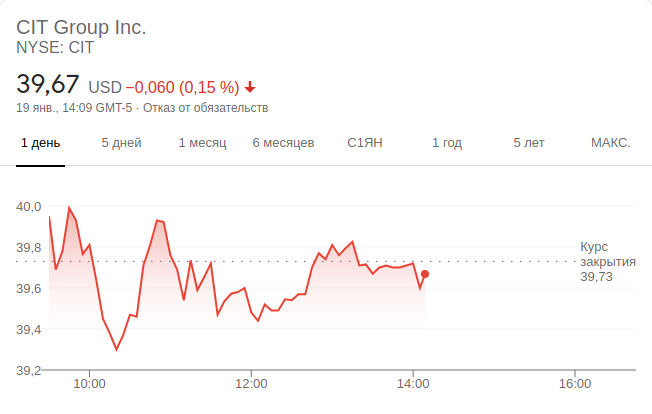 CIT Group Inc.
NYSE: CIT
39,67 USD −0,060 (0,15 %)
19 янв., 14:09 GMT-5 · Отказ от обязательств
1 день 5 дней 1 месяц 6 месяцев С1ЯН 1 год 5 лет МАКС.
40,0
39,8
39,6
39,4
39,2
Курс
закрытия
39,73
10:00 12:00 14:00 16:00